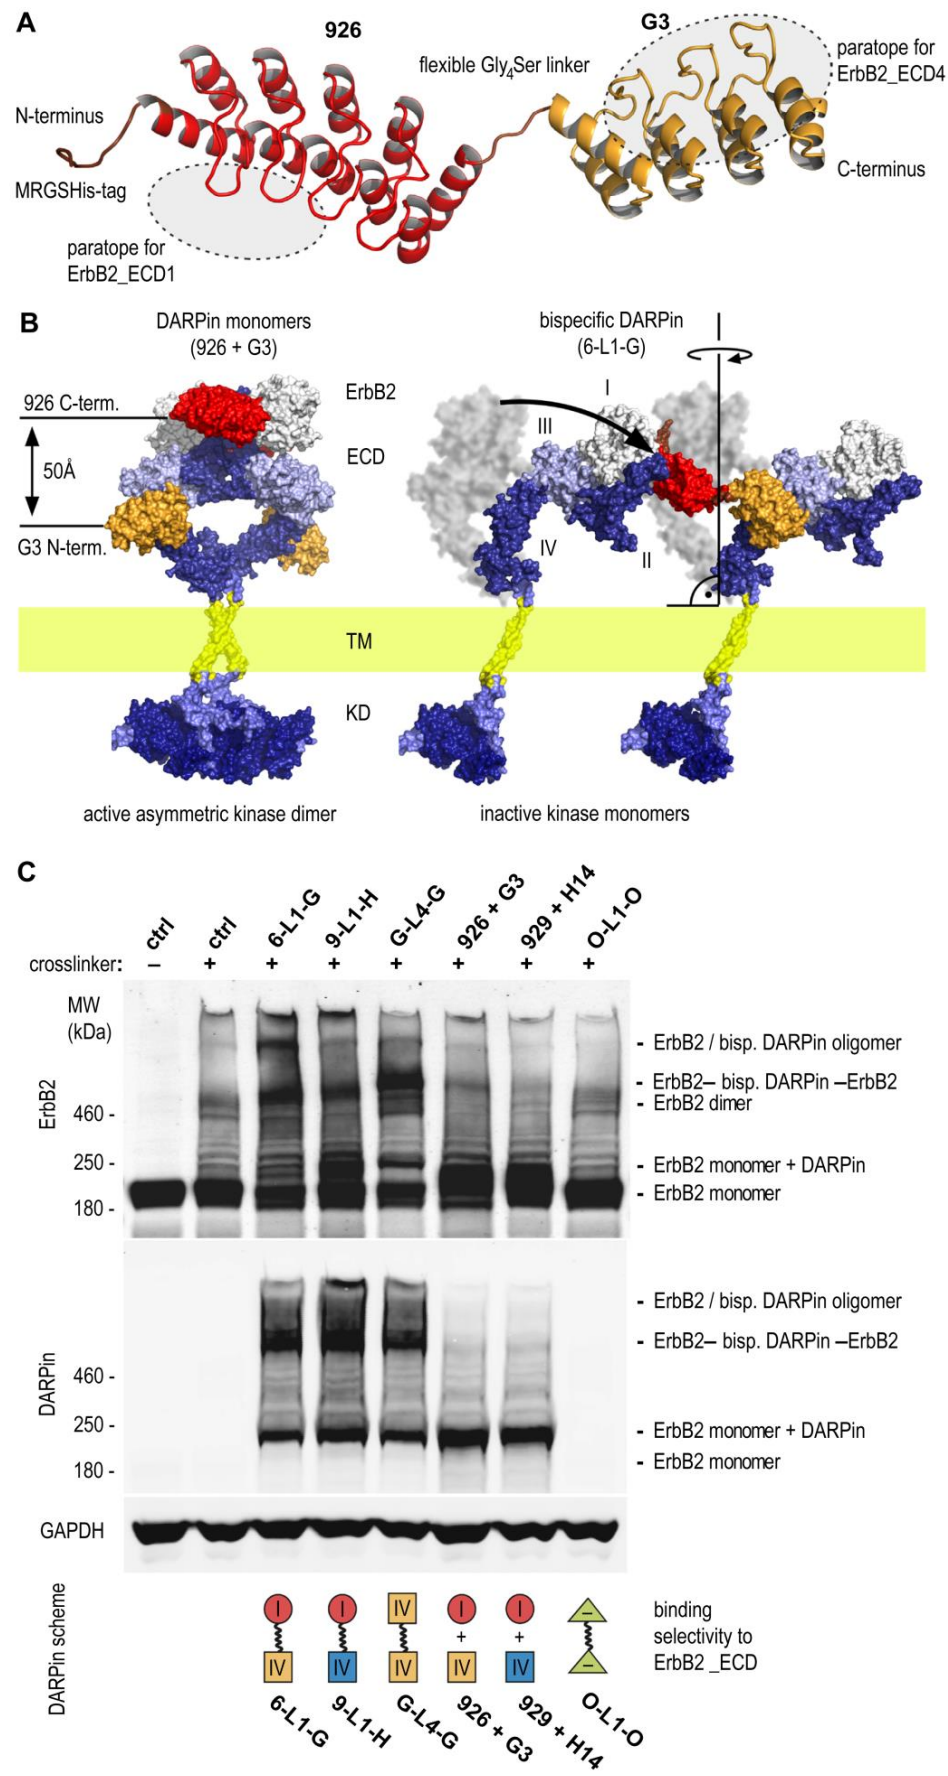 A
926
G3
flexible Gly4Ser linker
paratope for
ErbB2_ECD4
N-terminus
MRGSHis-tag
C-terminus
paratope for
ErbB2_ECD1
B
DARPin monomers
(926 + G3)
bispecific DARPin
(6-L1-G)
926 C-term.
50Å
G3 N-term.
ErbB2
ECD
I
III
IV
II
TM
KD
active asymmetric kinase dimer
inactive kinase monomers
C
ctrl ctrl 6-L1-G 9-L1-H G-L4-G 926 + G3 929 + H14 O-L1-O
crosslinker: – + + + + + + +
MW
(kDa)
ErbB2
460 -
250 -
180 -
- ErbB2 / bisp. DARPin oligomer
- ErbB2– bisp. DARPin –ErbB2
- ErbB2 dimer
- ErbB2 monomer + DARPin
- ErbB2 monomer
DARPin
460 -
250 -
180 -
- ErbB2 / bisp. DARPin oligomer
- ErbB2– bisp. DARPin –ErbB2
- ErbB2 monomer + DARPin
- ErbB2 monomer
GAPDH
DARPin scheme
I I IV I I –
+ +
IV IV IV IV IV –
6-L1-G 9-L1-H G-L4-G 926 + G3 929 + H14 O-L1-O
binding
selectivity to
ErbB2 _ECD